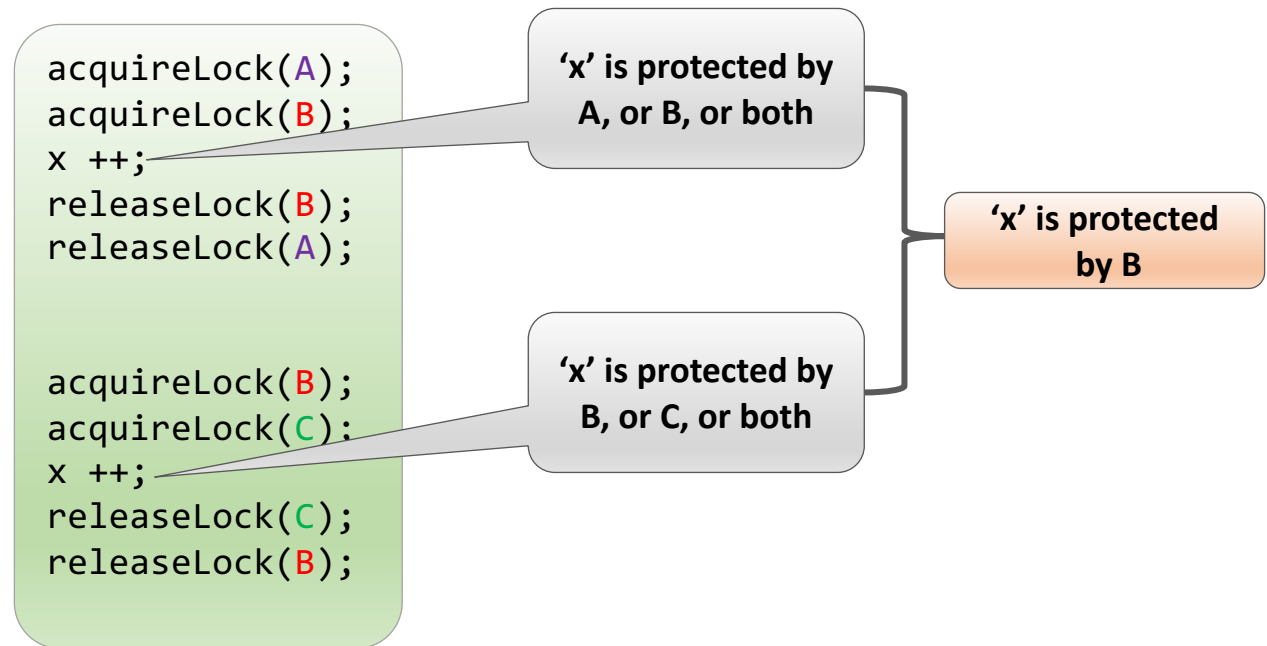 acquireLock(A);
acquireLock(B);
x ++;
releaseLock(B);
releaseLock(A);
acquireLock(B);
acquireLock(C);
x ++;
releaseLock(C);
releaseLock(B);
‘x’ is protected by
A, or B, or both
‘x’ is protected by
B, or C, or both
‘x’ is protected
by B